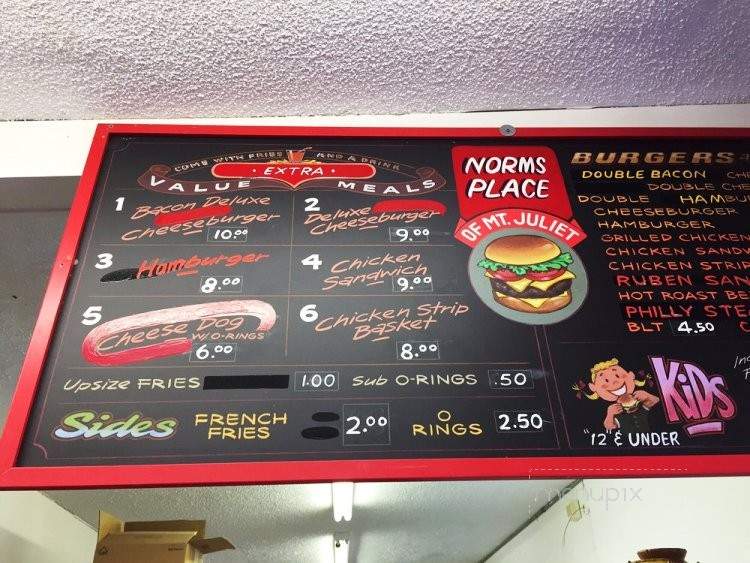 COME WITH FRIES AND A DRINK
EXTRA
VALUE MEALS
1 Bacon Deluxe
Cheeseburger
10.00
2 Deluxe
Cheeseburger
9.00
3 Hamburger
8.00
4 Chicken
Sandwich
9.00
5 Cheese Dog
W/O-RINGS
6.00
6 Chicken Strip
Basket
8.00
Upsize FRIES 1.00 Sub O-RINGS .50
Sides FRENCH
FRIES 2.00
O
RINGS 2.50
NORMS
PLACE
OF MT. JULIET
BURGERS
DOUBLE BACON
DOUBLE
DOUBLE
CHEESEBURGER
HAMBURGER
GRILLED CHICKEN
CHICKEN
CHICKEN
RUBEN
HOT ROAST
PHILLY
BLT 4.50
KiDS
"12" & UNDER
menupix